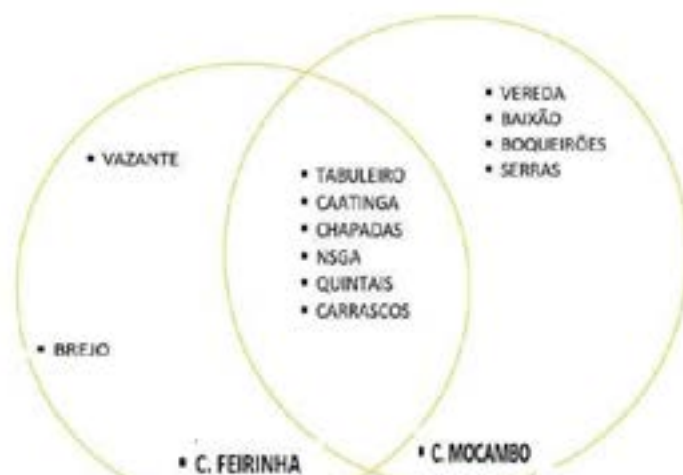 ▪ VAZANTE
▪ BREJO
▪ TABULEIRO
▪ CAATINGA
▪ CHAPADAS
▪ NSGA
▪ QUINTAIS
▪ CARRASCOS
▪ VEREDA
▪ BAIXÃO
▪ BOQUEIRÕES
▪ SERRAS
▪ C. FEIRINHA
▪ C. MOCAMBO